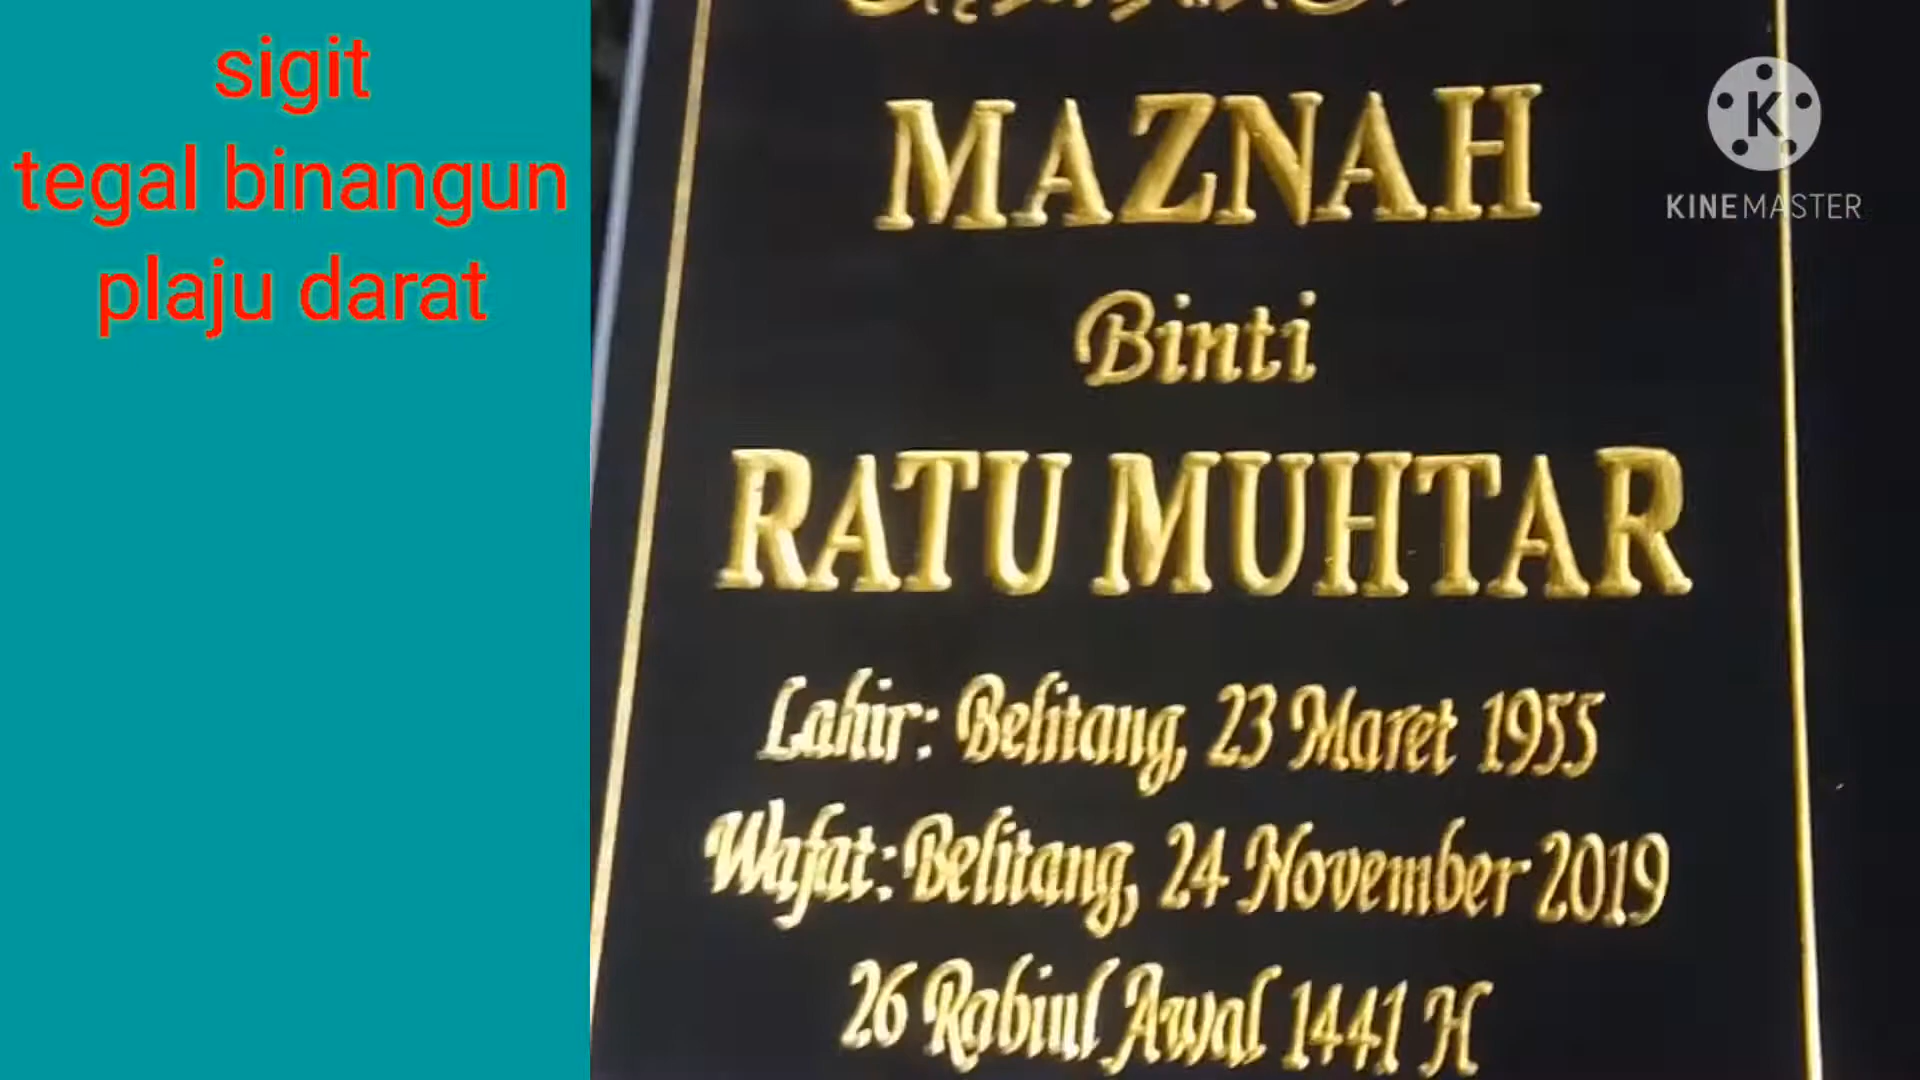 sigit
tegal binangun
plaju darat
MAZNAH
Binti
RATU MUHTAR
Lahir: Belitang, 23 Maret 1955
Wafat: Belitang, 24 November 2019
26 Rabiul Awal 1441 H
K
KINEMASTER